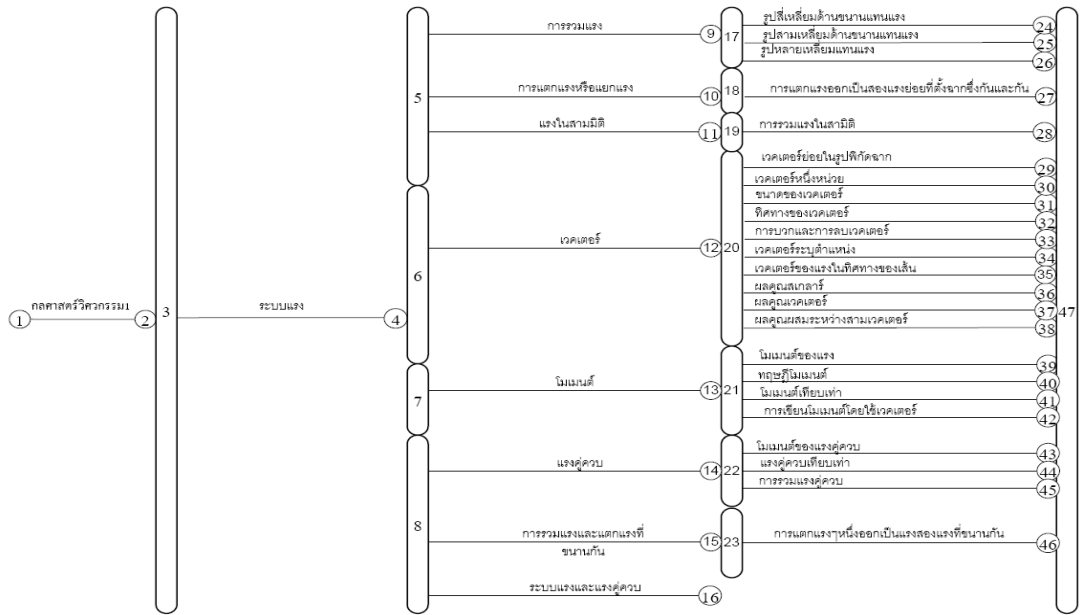 กลศาสตร์วิศวกรรม1
1
2
3
ระบบแรง
4
5
6
7
8
การรวมแรง
9
การแตกแรงหรือแยกแรง
10
แรงในสามมิติ
11
เวคเตอร์
12
โมเมนต์
13
แรงคู่ควบ
14
การรวมแรงและแตกแรงที่
ขนานกัน
15
ระบบแรงและแรงคู่ควบ
16
17
18
19
20
21
22
23
รูปสี่เหลี่ยมด้านขนานแทนแรง
24
รูปสามเหลี่ยมด้านขนานแทนแรง
25
รูปหลายเหลี่ยมแทนแรง
26
การแตกแรงออกเป็นสองแรงย่อยที่ตั้งฉากซึ่งกันและกัน
27
การรวมแรงในสามิติ
28
เวคเตอร์ย่อยในรูปพิกัดฉาก
29
เวคเตอร์หนึ่งหน่วย
30
ขนาดของเวคเตอร์
31
ทิศทางของเวคเตอร์
32
การบวกและการลบเวคเตอร์
33
เวคเตอร์ระบุตำแหน่ง
34
เวคเตอร์ของแรงในทิศทางของเส้น
35
ผลคูณสเกลาร์
36
ผลคูณเวคเตอร์
37
ผลคูณผสมระหว่างสามเวคเตอร์
38
โมเมนต์ของแรง
39
ทฤษฎีโมเมนต์
40
โมเมนต์เทียบเท่า
41
การเขียนโมเมนต์โดยใช้เวคเตอร์
42
โมเมนต์ของแรงคู่ควบ
43
แรงคู่ควบเทียบเท่า
44
การรวมแรงคู่ควบ
45
การแตกแรงๆหนึ่งออกเป็นแรงสองแรงที่ขนานกัน
46
47